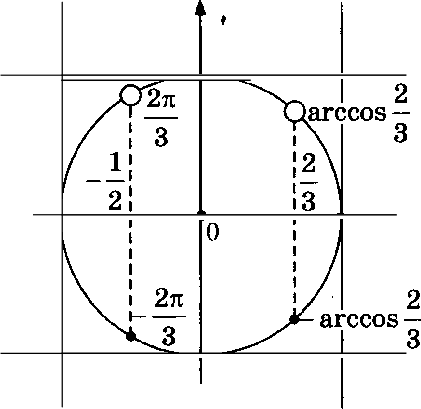 2π/3
arccos 2/3
-1/2
2/3
0
-2π/3
- arccos 2/3